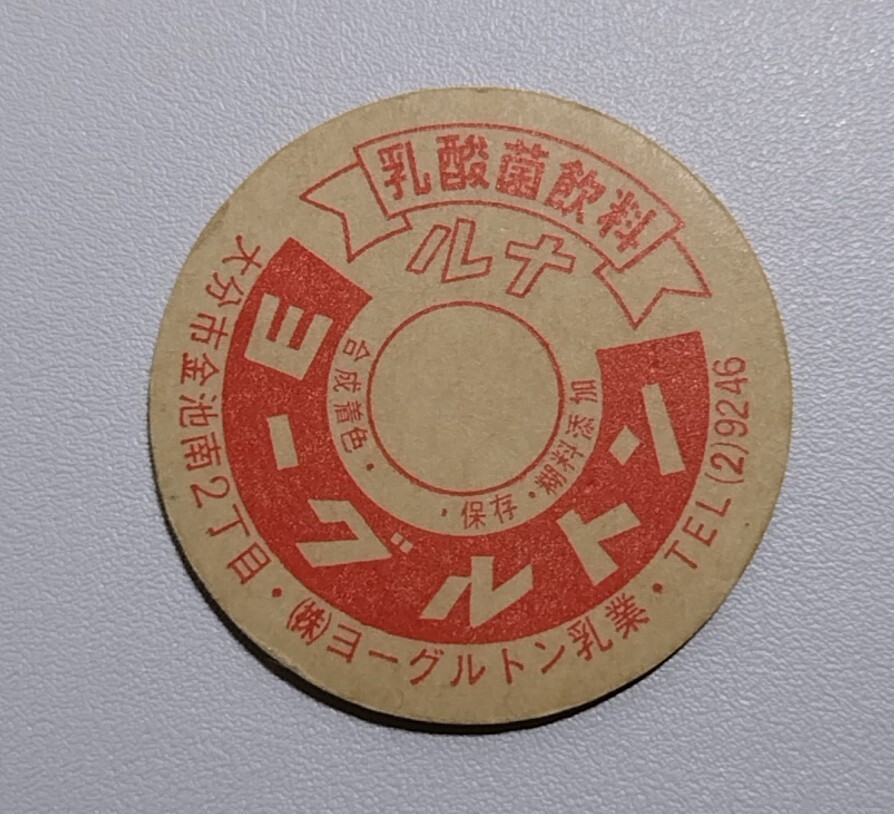 乳酸菌飲料
ルナ
ヨーグルトン
合成着色・保存・糊料添加
大分市金池南2丁目・㈱ヨーグルトン乳業・TEL(2)9246